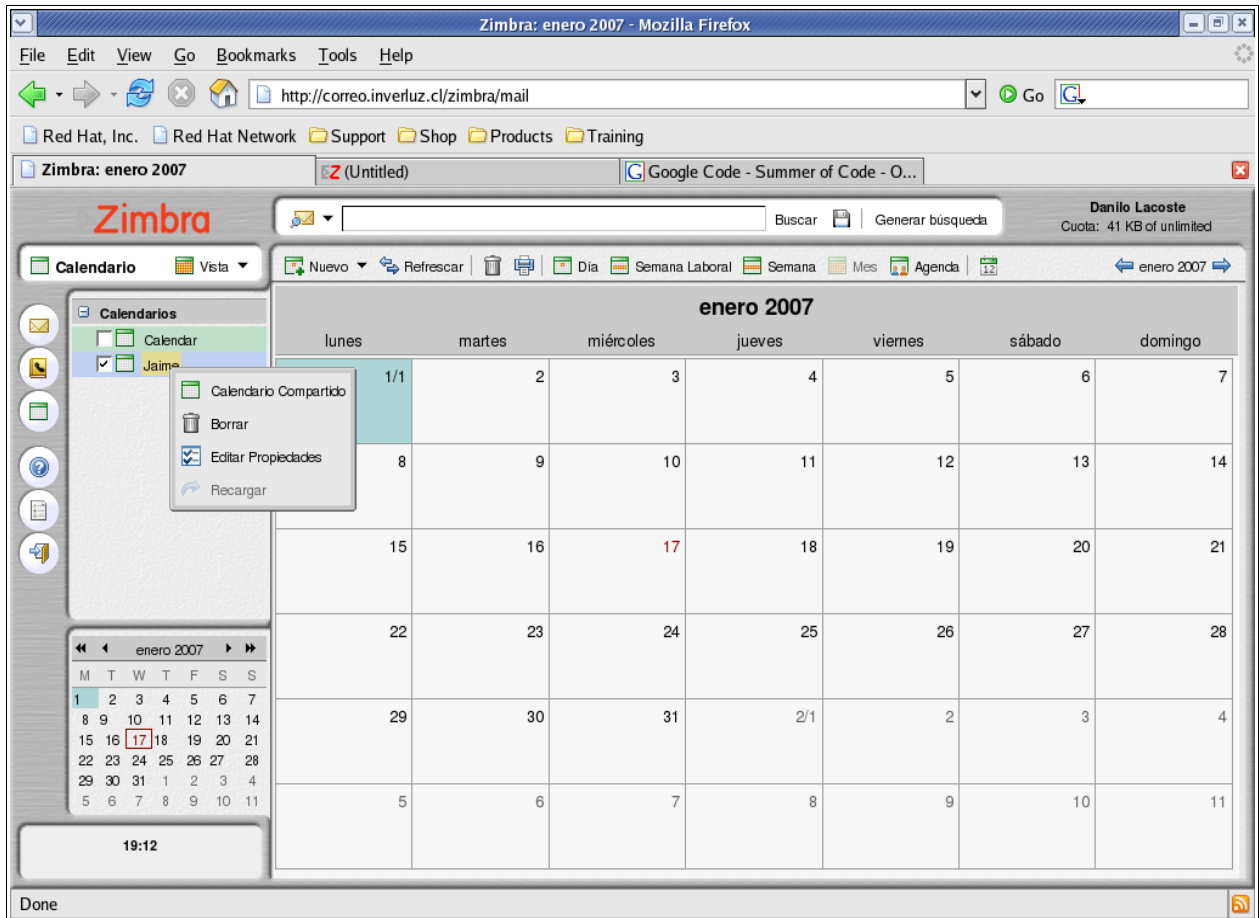 Zimbra: enero 2007 - Mozilla Firefox
File Edit View Go Bookmarks Tools Help
http://correo.inverluz.cl/zimbra/mail Go G
Red Hat, Inc. Red Hat Network Support Shop Products Training
Zimbra: enero 2007 Z (Untitled) G Google Code - Summer of Code - O...
Zimbra Buscar Generar búsqueda
Danilo Lacoste
Cuota: 41 KB of unlimited
Calendario Vista Nuevo Refrescar Día Semana Laboral Semana Mes Agenda 12 enero 2007
Calendarios
Calendar
Jaime
Calendario Compartido
Borrar
Editar Propiedades
Recargar
enero 2007
lunes martes miércoles jueves viernes sábado domingo
1/1 2 3 4 5 6 7
8 9 10 11 12 13 14
15 16 17 18 19 20 21
22 23 24 25 26 27 28
29 30 31 2/1 2 3 4
5 6 7 8 9 10 11
enero 2007
M T W T F S S
1 2 3 4 5 6 7
8 9 10 11 12 13 14
15 16 17 18 19 20 21
22 23 24 25 26 27 28
29 30 31 1 2 3 4
5 6 7 8 9 10 11
19:12
Done